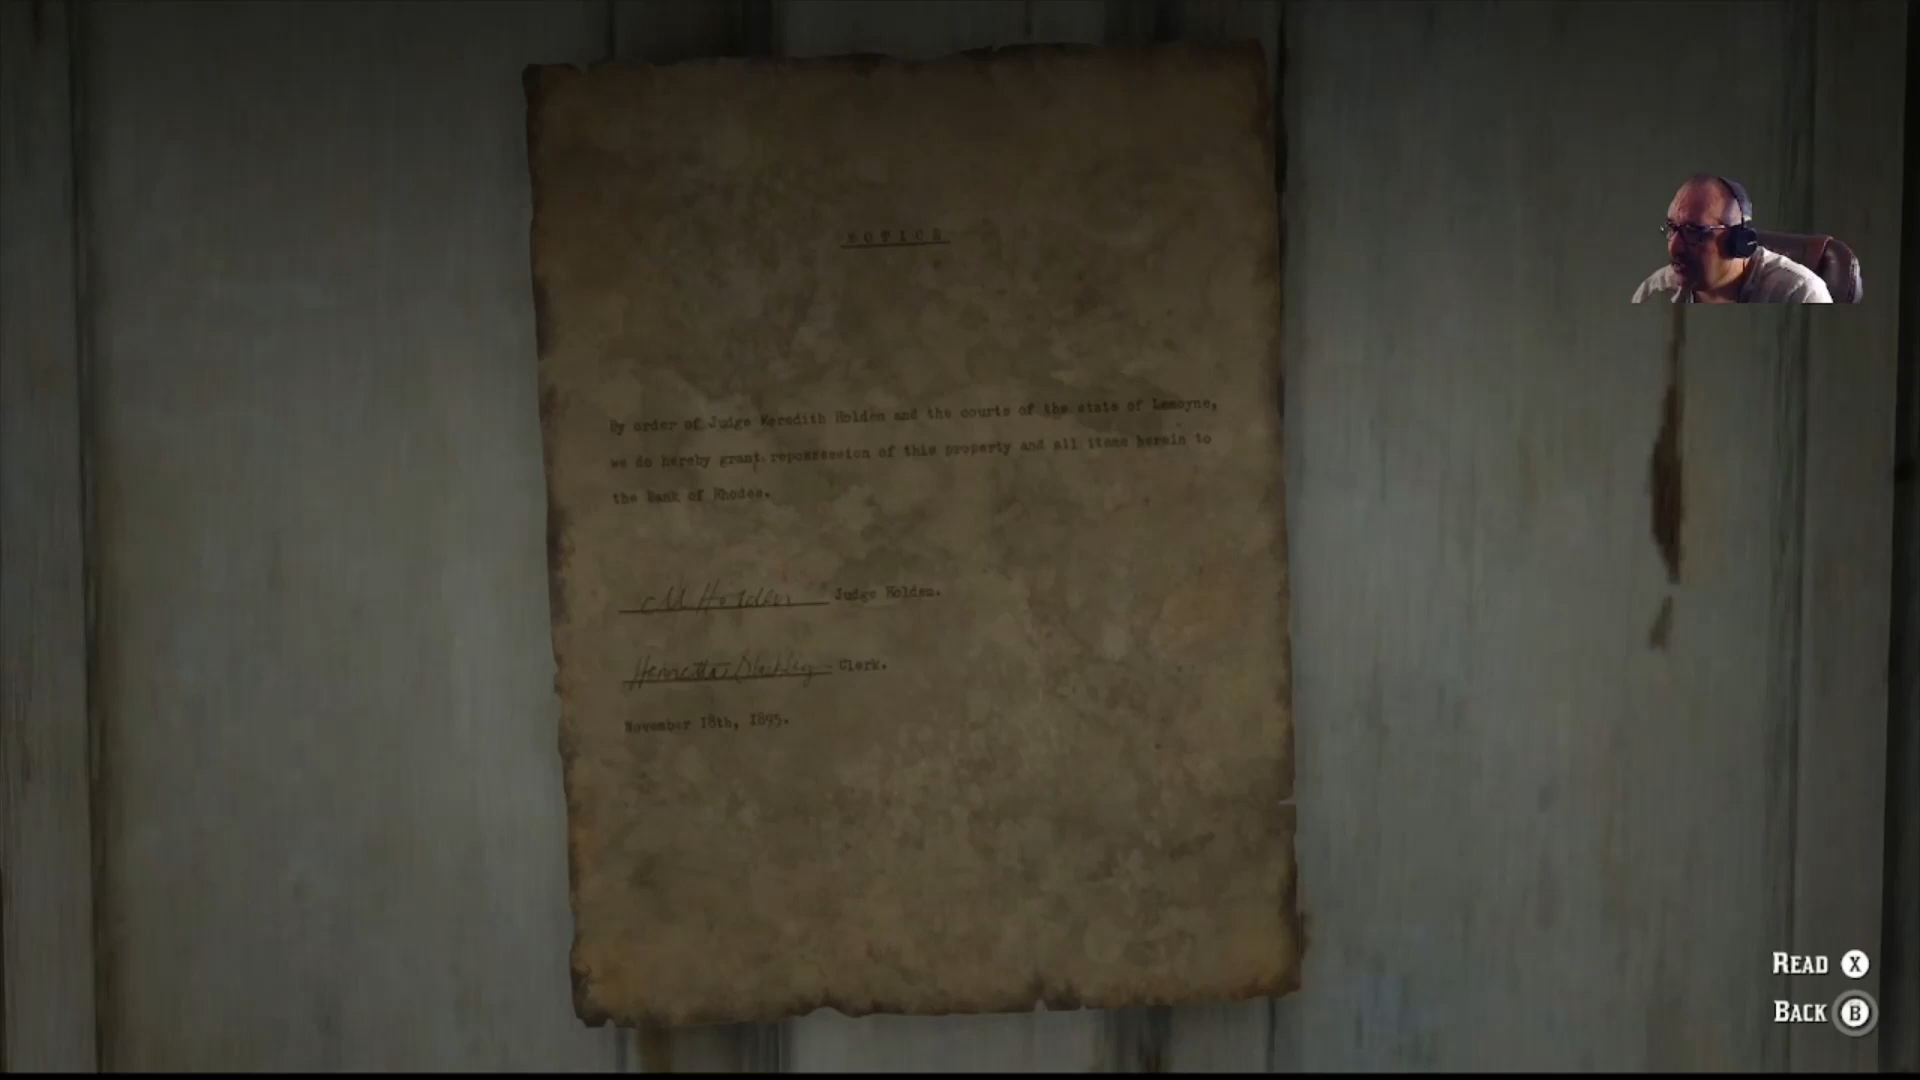 NOTICE
By order of Judge Meredith Holden and the courts of the state of Lemoyne,
we do hereby grant repossession of this property and all items herein to
the Bank of Rhodes.
M Holden Judge Holden.
Henrietta Clerk.
November 18th, 1895.
READ X
BACK B